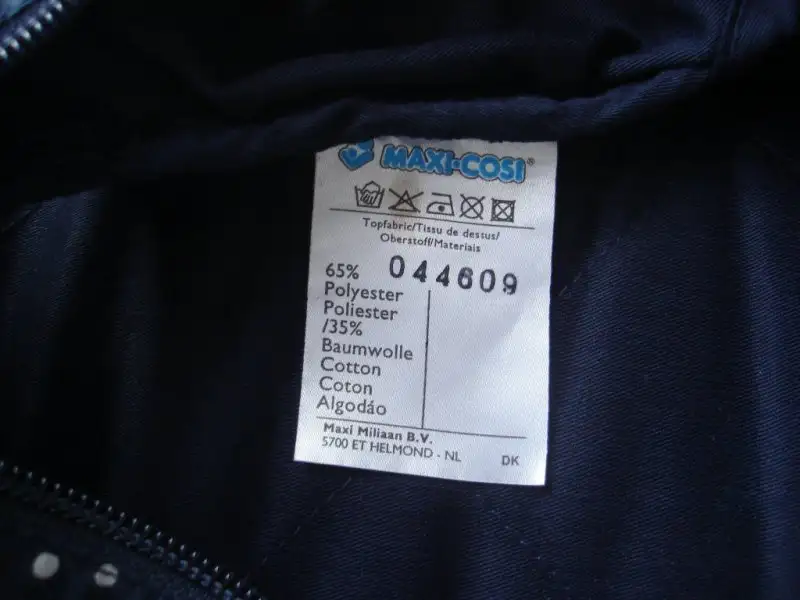 MAXI-COSI®
Topfabric/Tissu de dessus/
Oberstoff/Materiais
044609
65%
Polyester
Poliester
/35%
Baumwolle
Cotton
Coton
Algodáo
Maxi Miliaan B.V.
5700 ET HELMOND - NL
DK